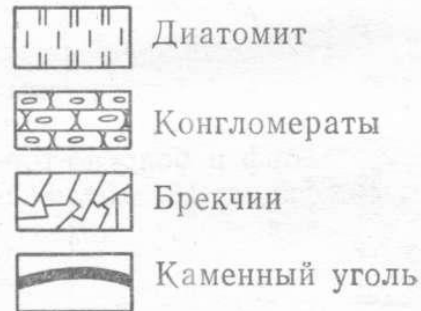 Диатомит
Конгломераты
Брекчии
Каменный уголь